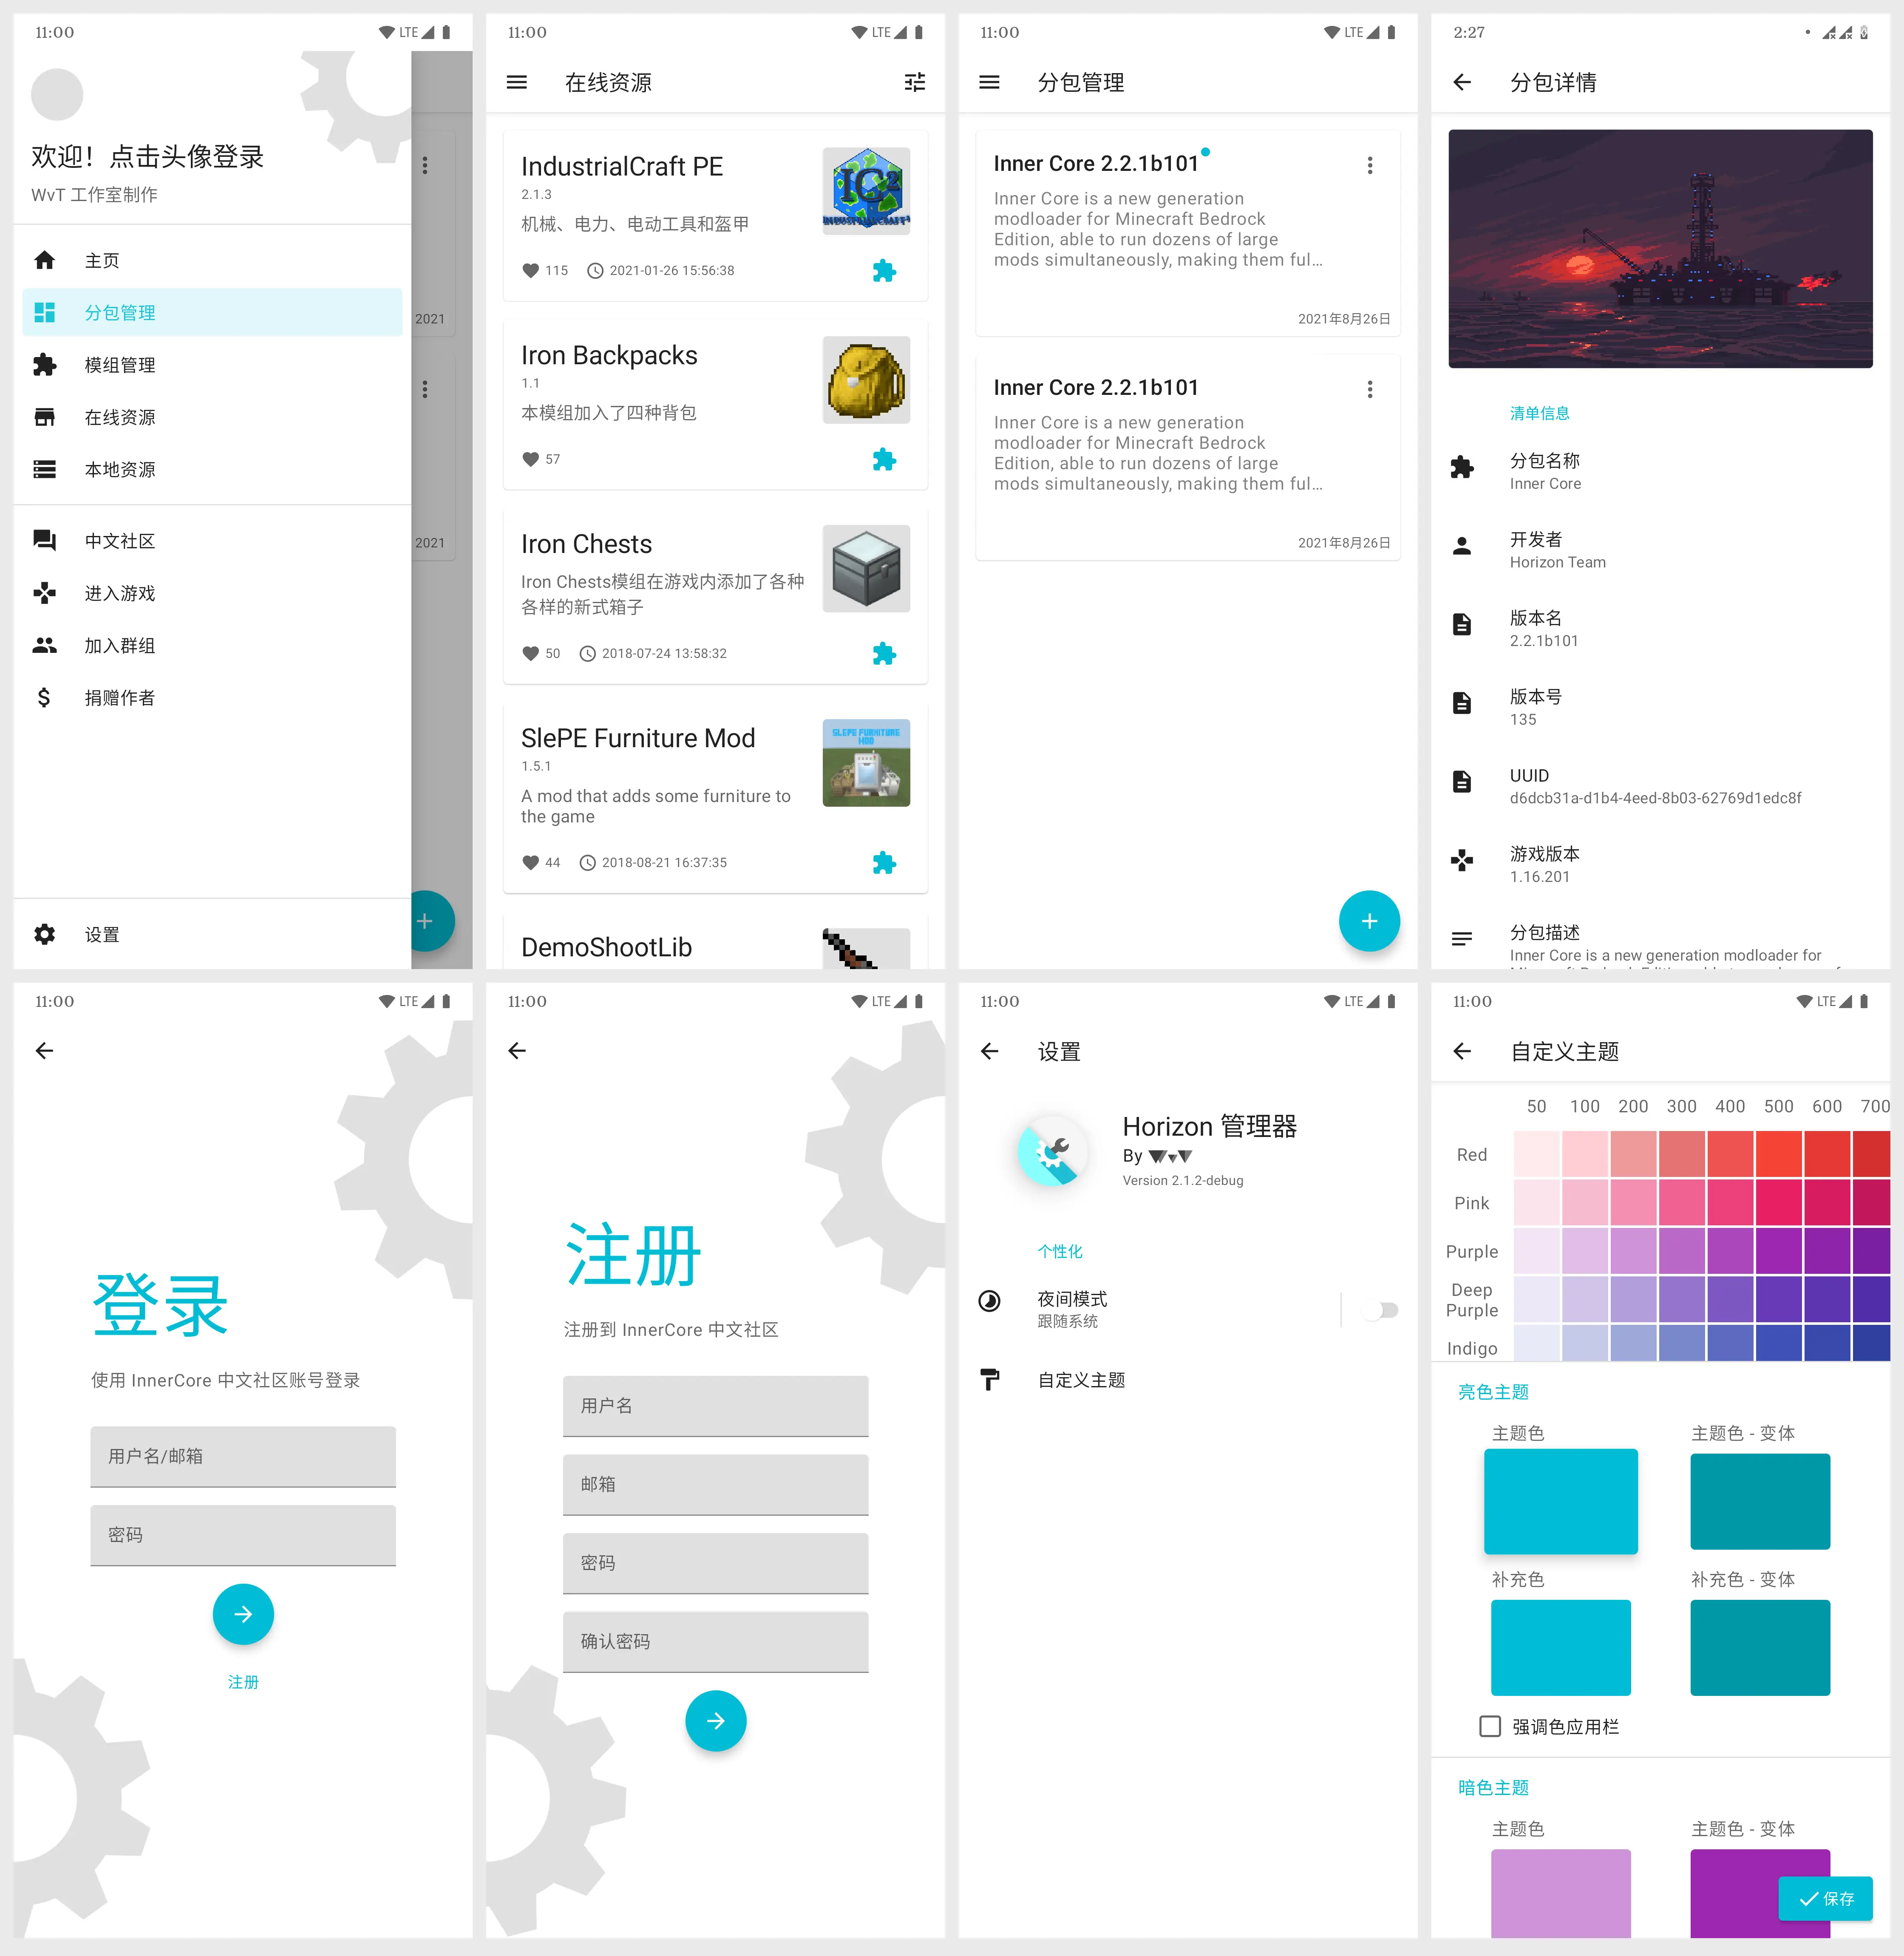 11:00
LTE
欢迎！点击头像登录
WvT 工作室制作
主页
分包管理
模组管理
在线资源
本地资源
中文社区
进入游戏
加入群组
捐赠作者
设置
2021
2021
11:00
LTE
在线资源
IndustrialCraft PE
2.1.3
机械、电力、电动工具和盔甲
115
2021-01-26 15:56:38
IC²
INDUSTRIALCRAFT²
Iron Backpacks
1.1
本模组加入了四种背包
57
Iron Chests
Iron Chests模组在游戏内添加了各种
各样的新式箱子
50
2018-07-24 13:58:32
SlePE Furniture Mod
1.5.1
A mod that adds some furniture to
the game
44
2018-08-21 16:37:35
SLEPE FURNITURE
MOD
DemoShootLib
11:00
LTE
分包管理
Inner Core 2.2.1b101
Inner Core is a new generation
modloader for Minecraft Bedrock
Edition, able to run dozens of large
mods simultaneously, making them ful…
2021年8月26日
Inner Core 2.2.1b101
Inner Core is a new generation
modloader for Minecraft Bedrock
Edition, able to run dozens of large
mods simultaneously, making them ful…
2021年8月26日
2:27
分包详情
清单信息
分包名称
Inner Core
开发者
Horizon Team
版本名
2.2.1b101
版本号
135
UUID
d6dcb31a-d1b4-4eed-8b03-62769d1edc8f
游戏版本
1.16.201
分包描述
Inner Core is a new generation modloader for
11:00
LTE
登录
使用 InnerCore 中文社区账号登录
用户名/邮箱
密码
注册
11:00
LTE
注册
注册到 InnerCore 中文社区
用户名
邮箱
密码
确认密码
11:00
LTE
设置
Horizon 管理器
By WvT
Version 2.1.2-debug
个性化
夜间模式
跟随系统
自定义主题
11:00
LTE
自定义主题
50 100 200 300 400 500 600 700
Red
Pink
Purple
Deep
Purple
Indigo
亮色主题
主题色
主题色 - 变体
补充色
补充色 - 变体
强调色应用栏
暗色主题
主题色
主题色 - 变体
保存